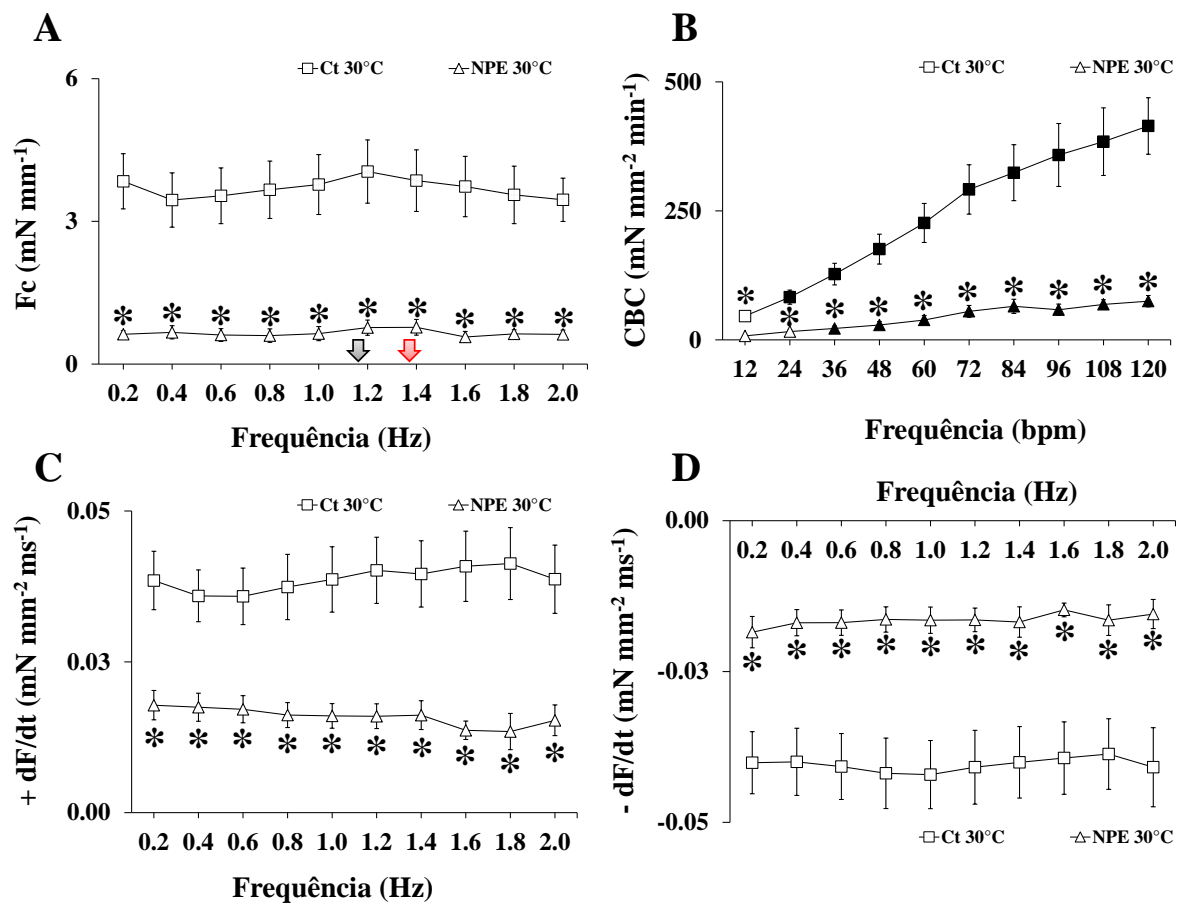 A
Ct 30°C NPE 30°C
6
3
0
Fc (mN mm-1)
* * * * * * * * * *
0.2 0.4 0.6 0.8 1.0 1.2 1.4 1.6 1.8 2.0
Frequência (Hz)
B
Ct 30°C NPE 30°C
500
250
0
CBC (mN mm-2 min-1)
* * * * * * * * * *
12 24 36 48 60 72 84 96 108 120
Frequência (bpm)
C
Ct 30°C NPE 30°C
0.05
0.03
0.00
+ dF/dt (mN mm-2 ms-1)
* * * * * * * * * *
0.2 0.4 0.6 0.8 1.0 1.2 1.4 1.6 1.8 2.0
Frequência (Hz)
D
Frequência (Hz)
0.00
-0.03
-0.05
- dF/dt (mN mm-2 ms-1)
0.2 0.4 0.6 0.8 1.0 1.2 1.4 1.6 1.8 2.0
* * * * * * * * * *
Ct 30°C NPE 30°C